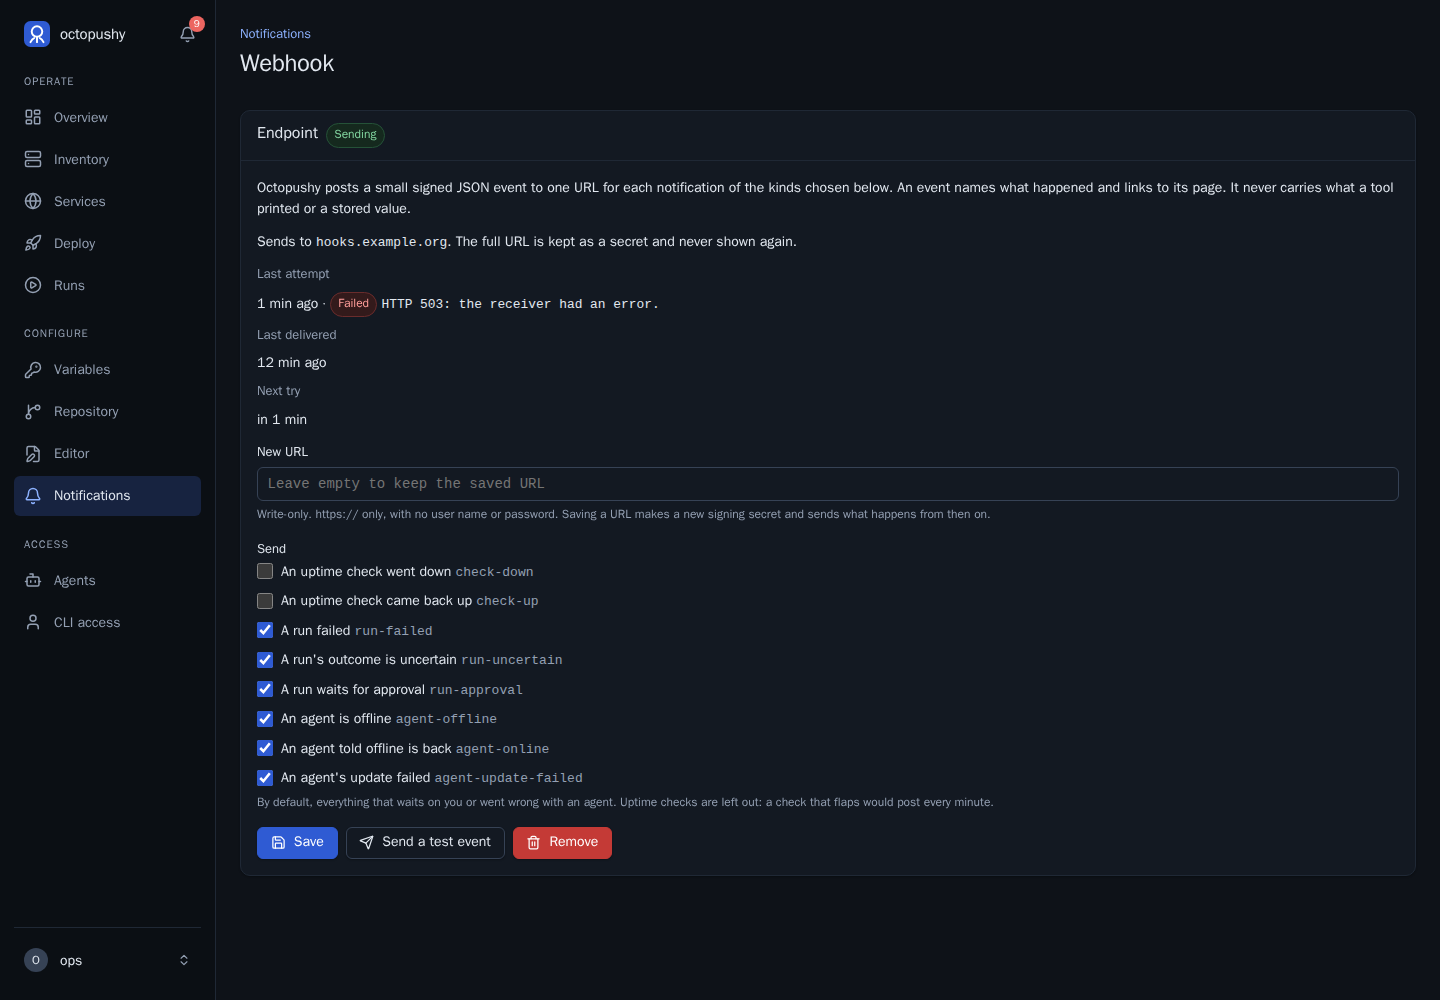 octopushy
9
OPERATE
Overview
Inventory
Services
Deploy
Runs
CONFIGURE
Variables
Repository
Editor
Notifications
ACCESS
Agents
CLI access
O
ops
Notifications
Webhook
Endpoint Sending
Octopushy posts a small signed JSON event to one URL for each notification of the kinds chosen below. An event names what happened and links to its page. It never carries what a tool
printed or a stored value.
Sends to hooks.example.org. The full URL is kept as a secret and never shown again.
Last attempt
1 min ago · Failed HTTP 503: the receiver had an error.
Last delivered
12 min ago
Next try
in 1 min
New URL
Leave empty to keep the saved URL
Write-only. https:// only, with no user name or password. Saving a URL makes a new signing secret and sends what happens from then on.
Send
An uptime check went down check-down
An uptime check came back up check-up
A run failed run-failed
A run's outcome is uncertain run-uncertain
A run waits for approval run-approval
An agent is offline agent-offline
An agent told offline is back agent-online
An agent's update failed agent-update-failed
By default, everything that waits on you or went wrong with an agent. Uptime checks are left out: a check that flaps would post every minute.
Save
Send a test event
Remove